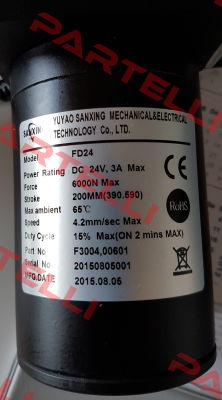 PARTELLI
SANXIN
YUYAO SANXING MECHANICAL&ELECTRICAL
TECHNOLOGY Co., LTD.
Model FD24
Power Rating DC 24V, 3A Max
Force 6000N Max
Stroke 200MM(390.590)
Max ambient 65℃
Speed 4.2mm/sec Max
Duty Cycle 15% Max(ON 2 mins MAX)
Part No F3004,00601
Serial No 20150805001
MFG.DATE 2015.08.05
CE
RoHS